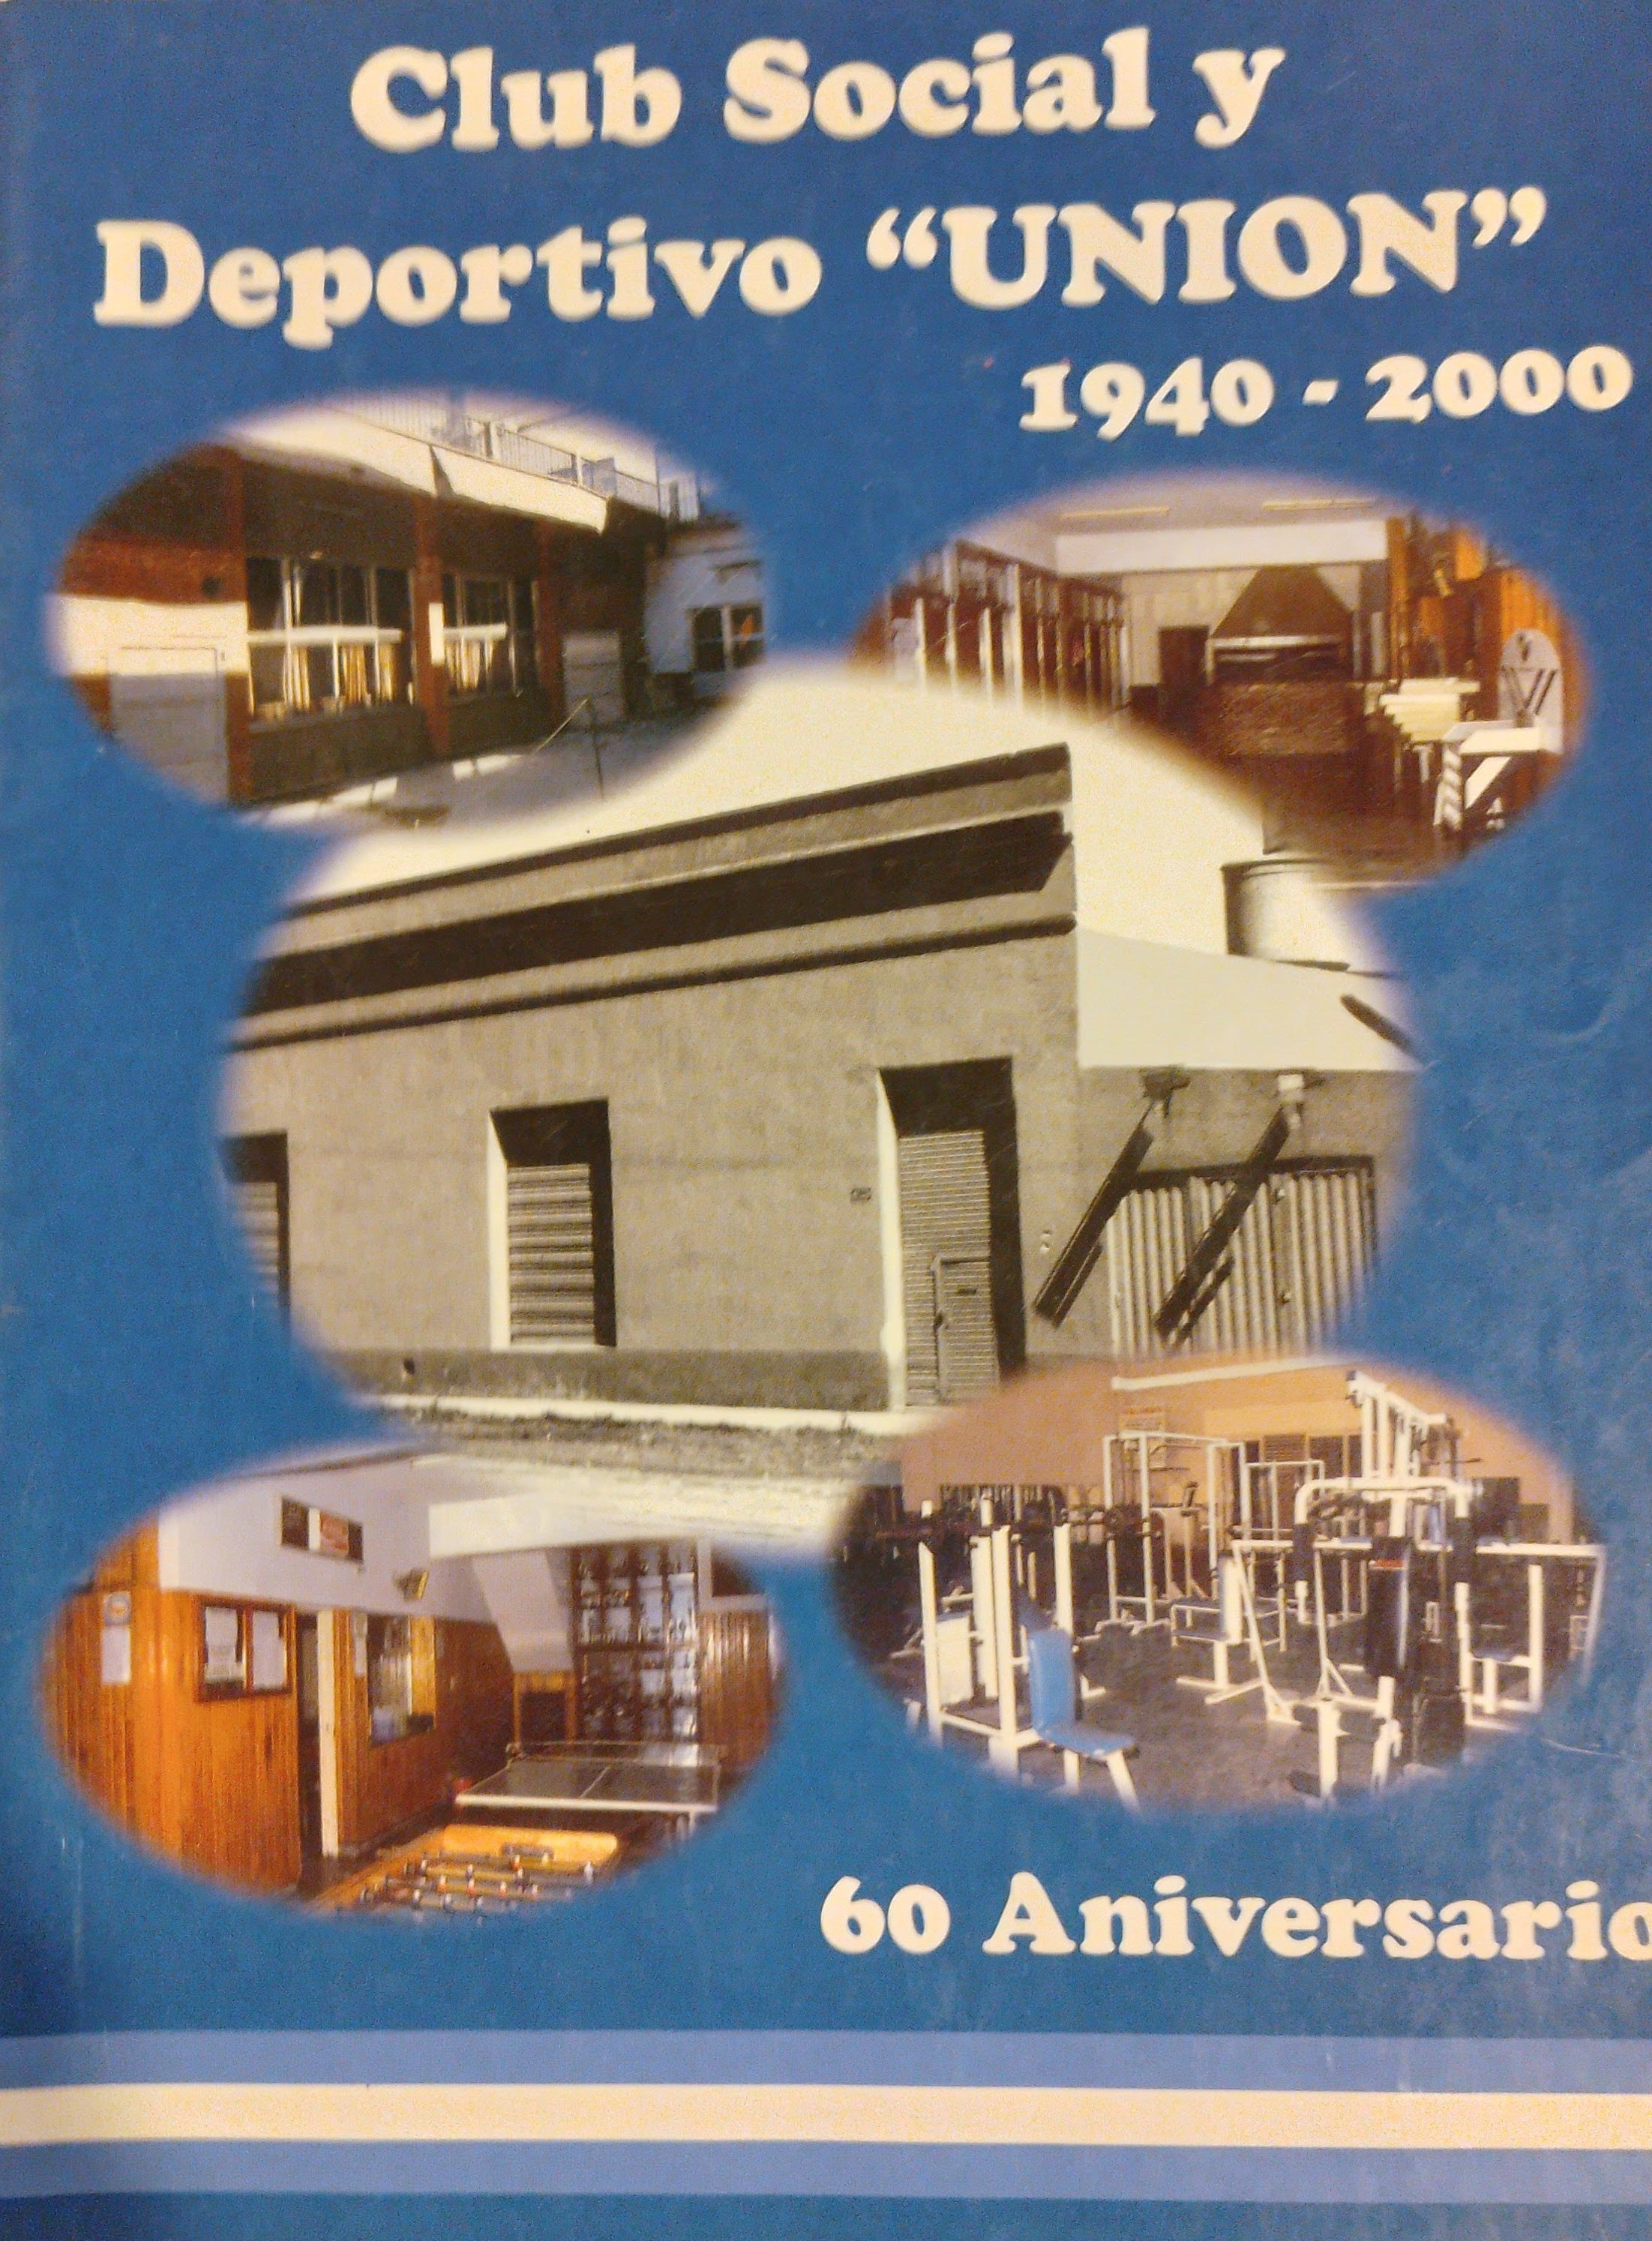 Club Social y
Deportivo “UNION”
1940 - 2000
60 Aniversario